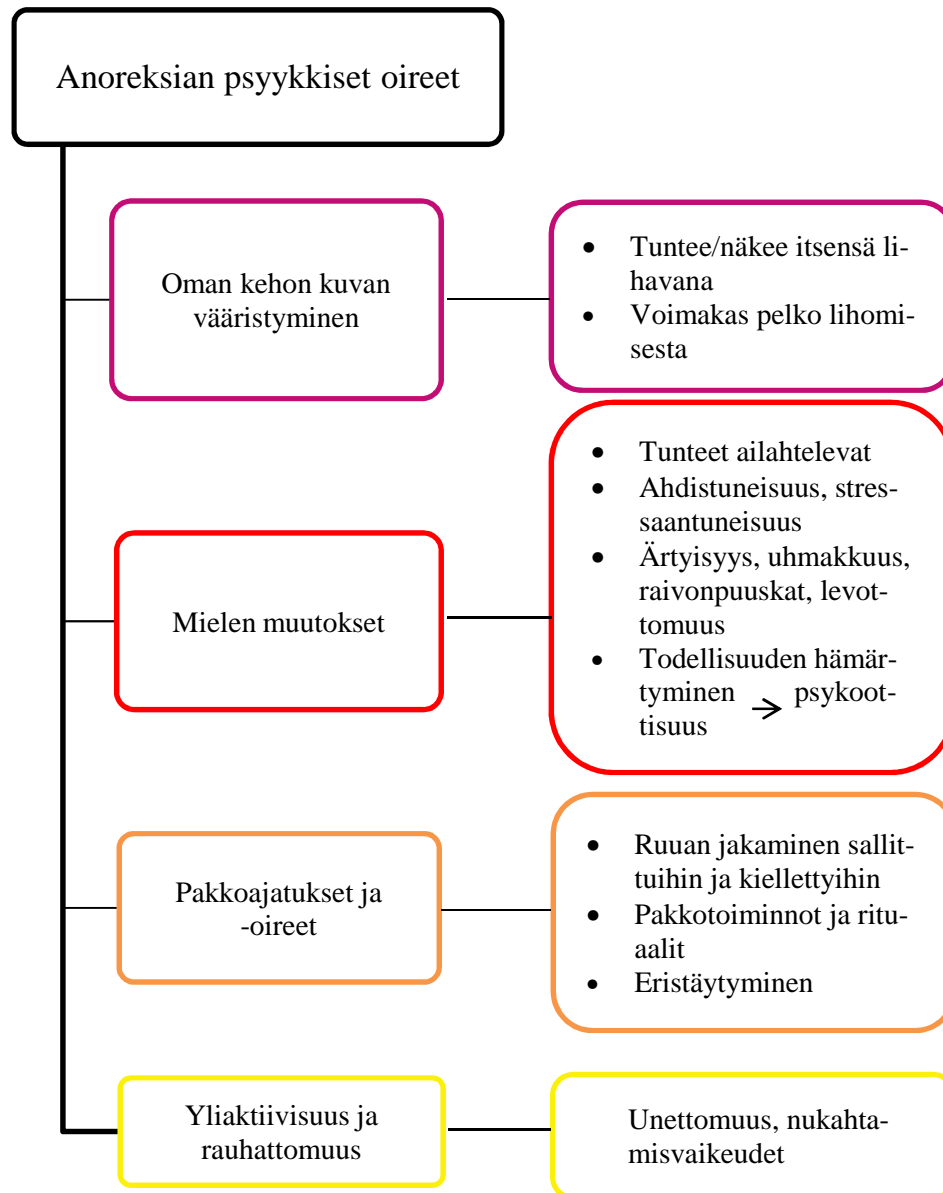 Anoreksian psyykkiset oireet
Oman kehon kuvan
vääristyminen
• Tuntee/näkee itsensä li-
havana
• Voimakas pelko lihomi-
sesta
Mielen muutokset
• Tunteet ailahtelevat
• Ahdistuneisuus, stres-
saantuneisuus
• Ärtyisyys, uhmakkuus,
raivonpuuskat, levot-
tomuus
• Todellisuuden hämär-
tyminen → psykoot-
tisuus
Pakkoajatukset ja
-oireet
• Ruuan jakaminen sallit-
tuihin ja kiellettyihin
• Pakkotoiminnot ja ritu-
aalit
• Eristäytyminen
Yliaktiivisuus ja
rauhattomuus
Unettomuus, nukahta-
misvaikeudet